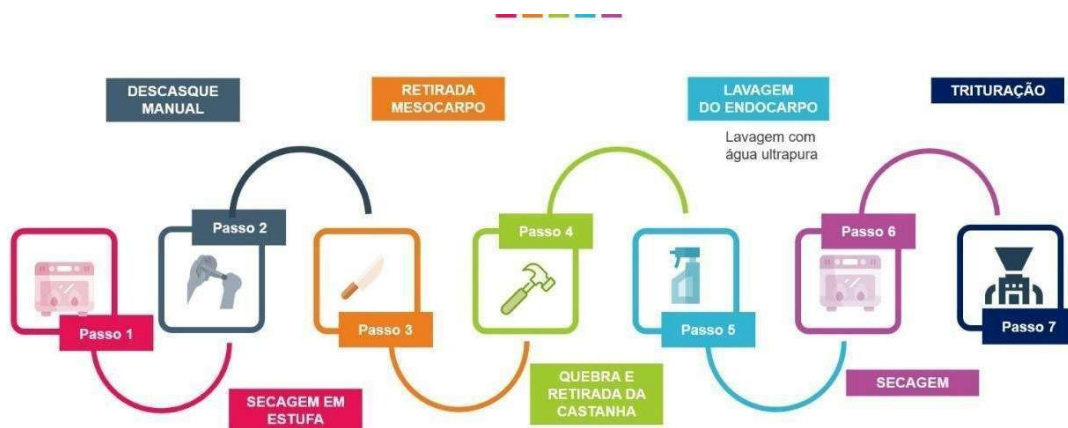 DESCASQUE
MANUAL
RETIRADA
MESOCARPO
LAVAGEM
DO ENDOCARPO
Lavagem com
água ultrapura
TRITURAÇÃO
Passo 2
Passo 4
Passo 6
Passo 1
Passo 3
Passo 5
Passo 7
SECAGEM EM
ESTUFA
QUEBRA E
RETIRADA DA
CASTANHA
SECAGEM